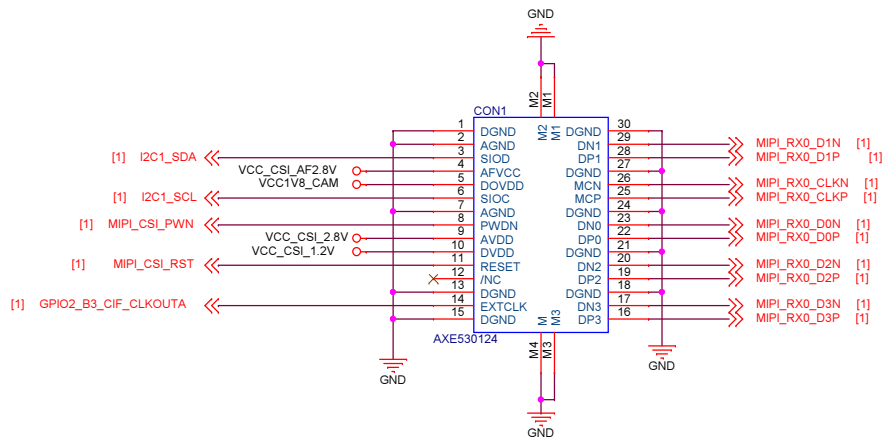 GND
M2
M1
CON1
1 DGND M2 M1 DGND 30
2 AGND DN1 29 MIPI_RX0_D1N [1]
[1] I2C1_SDA 3 SIOD DP1 28 MIPI_RX0_D1P [1]
VCC_CSI_AF2.8V 4 AFVCC DGND 27
VCC1V8_CAM 5 DOVDD MCN 26 MIPI_RX0_CLKN [1]
[1] I2C1_SCL 6 SIOC MCP 25 MIPI_RX0_CLKP [1]
7 AGND DGND 24
[1] MIPI_CSI_PWN 8 PWDN DN0 23 MIPI_RX0_D0N [1]
VCC_CSI_2.8V 9 AVDD DP0 22 MIPI_RX0_D0P [1]
VCC_CSI_1.2V 10 DVDD DGND 21
[1] MIPI_CSI_RST 11 RESET DN2 20 MIPI_RX0_D2N [1]
12 /NC DP2 19 MIPI_RX0_D2P [1]
13 DGND DGND 18
[1] GPIO2_B3_CIF_CLKOUTA 14 EXTCLK DN3 17 MIPI_RX0_D3N [1]
15 DGND M M3 DP3 16 MIPI_RX0_D3P [1]
AXE530124
M4
M3
GND
GND
GND